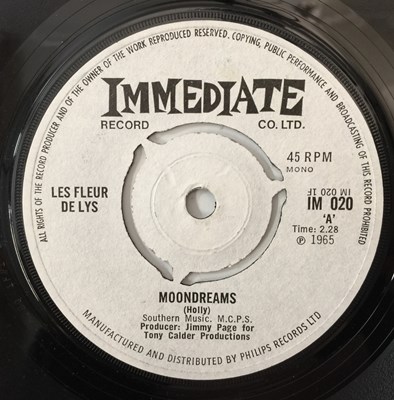 ALL RIGHTS OF THE RECORD PRODUCER AND OF THE OWNER OF THE WORK REPRODUCED RESERVED. COPYING, PUBLIC PERFORMANCE AND BROADCASTING OF THIS RECORD PROHIBITED
IMMEDIATE
RECORD CO. LTD.
45 RPM
MONO
LES FLEUR
DE LYS
IM 020 JF
IM 020
'A'
Time: 2.28
Ⓟ 1965
MOONDREAMS
(Holly)
Southern Music, M.C.P.S.
Producer: Jimmy Page for
Tony Calder Productions
MANUFACTURED AND DISTRIBUTED BY PHILIPS RECORDS LTD